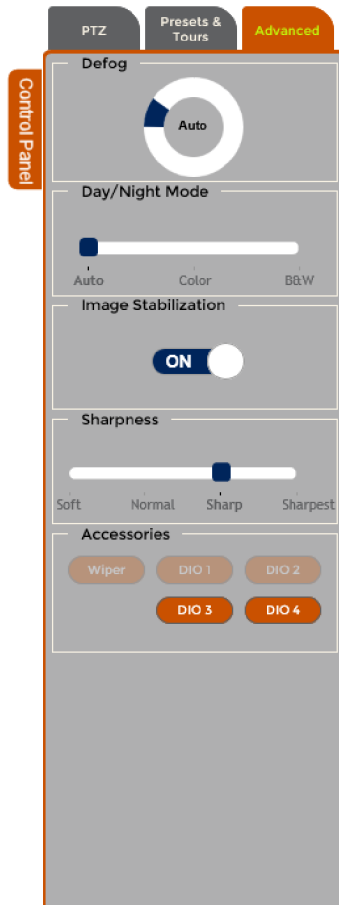 PTZ
Presets &
Tours
Advanced
Control Panel
Defog
Auto
Day/Night Mode
Auto Color B&W
Image Stabilization
ON
Sharpness
Soft Normal Sharp Sharpest
Accessories
Wiper DIO 1 DIO 2
DIO 3 DIO 4